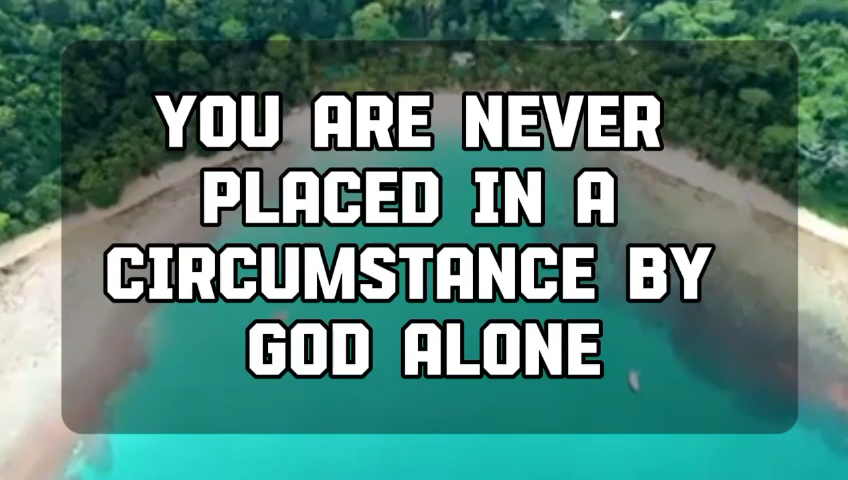 YOU ARE NEVER
PLACED IN A
CIRCUMSTANCE BY
GOD ALONE